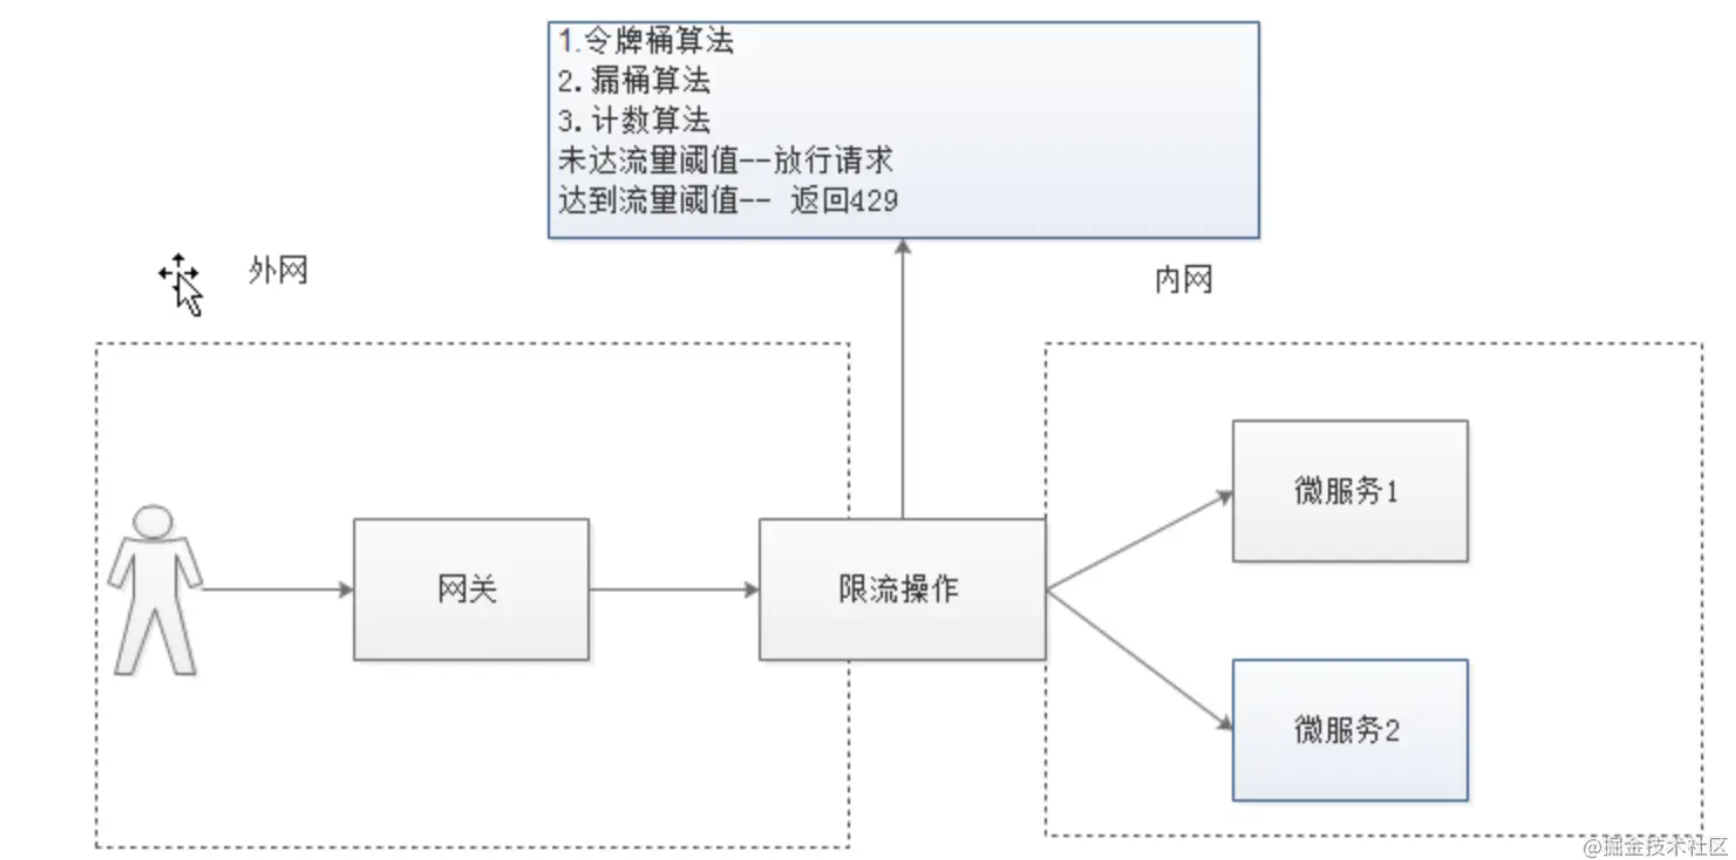 1.令牌桶算法
2.漏桶算法
3.计数算法
未达流量阈值--放行请求
达到流量阈值-- 返回429
外网
内网
网关
限流操作
微服务1
微服务2
@掘金技术社区